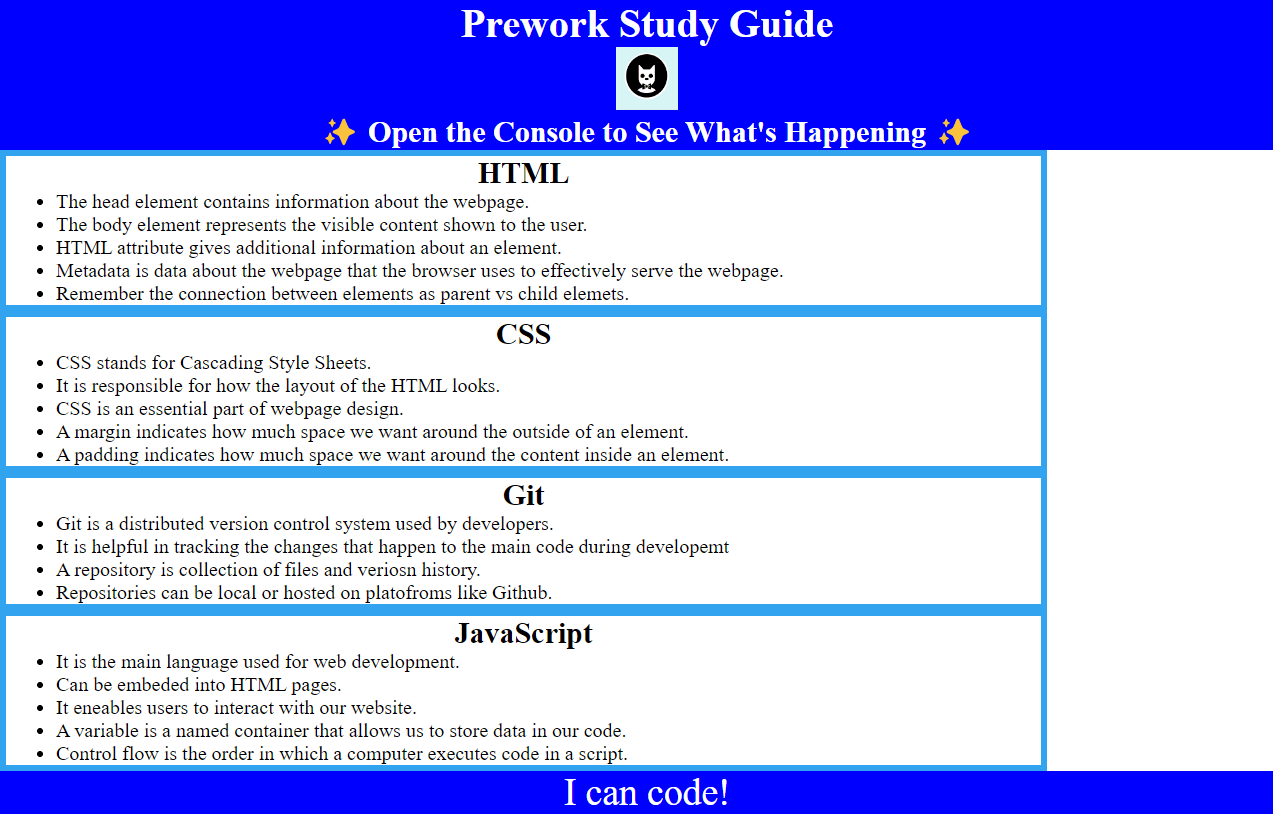 Prework Study Guide
✨ Open the Console to See What's Happening ✨
HTML
• The head element contains information about the webpage.
• The body element represents the visible content shown to the user.
• HTML attribute gives additional information about an element.
• Metadata is data about the webpage that the browser uses to effectively serve the webpage.
• Remember the connection between elements as parent vs child elemets.
CSS
• CSS stands for Cascading Style Sheets.
• It is responsible for how the layout of the HTML looks.
• CSS is an essential part of webpage design.
• A margin indicates how much space we want around the outside of an element.
• A padding indicates how much space we want around the content inside an element.
Git
• Git is a distributed version control system used by developers.
• It is helpful in tracking the changes that happen to the main code during developemt
• A repository is collection of files and veriosn history.
• Repositories can be local or hosted on platofroms like Github.
JavaScript
• It is the main language used for web development.
• Can be embeded into HTML pages.
• It eneables users to interact with our website.
• A variable is a named container that allows us to store data in our code.
• Control flow is the order in which a computer executes code in a script.
I can code!